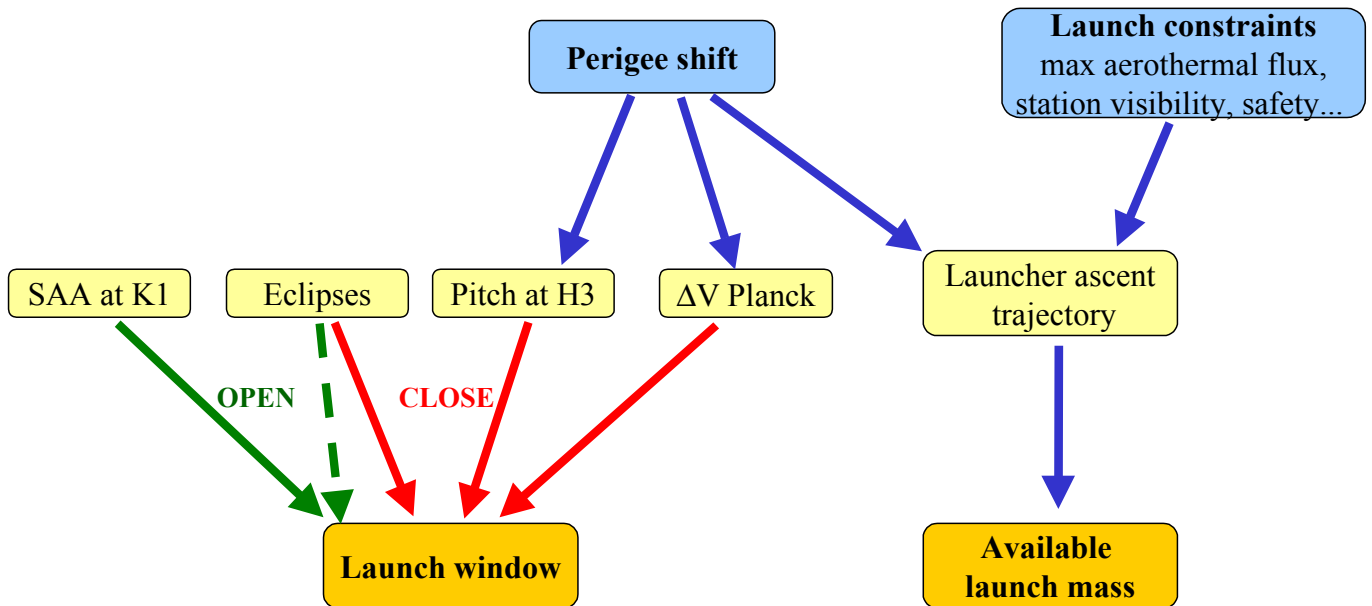 Perigee shift
Launch constraints
max aerothermal flux,
station visibility, safety...
SAA at K1
Eclipses
Pitch at H3
ΔV Planck
Launcher ascent
trajectory
OPEN
CLOSE
Launch window
Available
launch mass